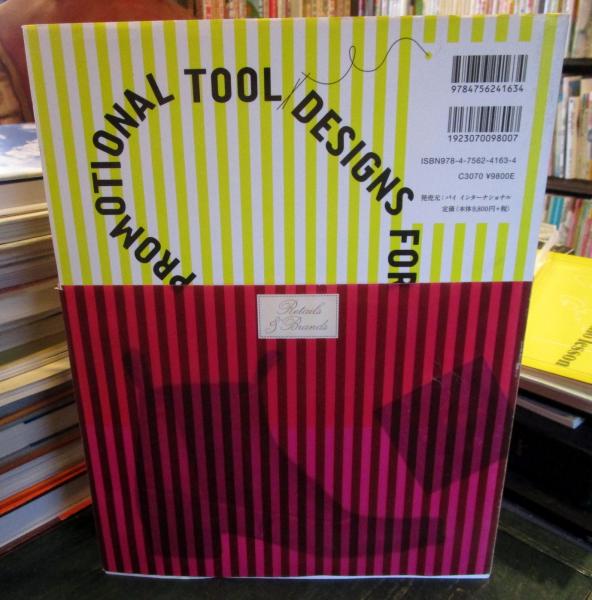 PROMOTIONAL TOOL DESIGNS FOR
Retails
& Brands
9784756241634
1923070098007
ISBN978-4-7562-4163-4
C3070 ¥9800E
発売元:パイ インターナショナル
定価(本体9,800円+税)